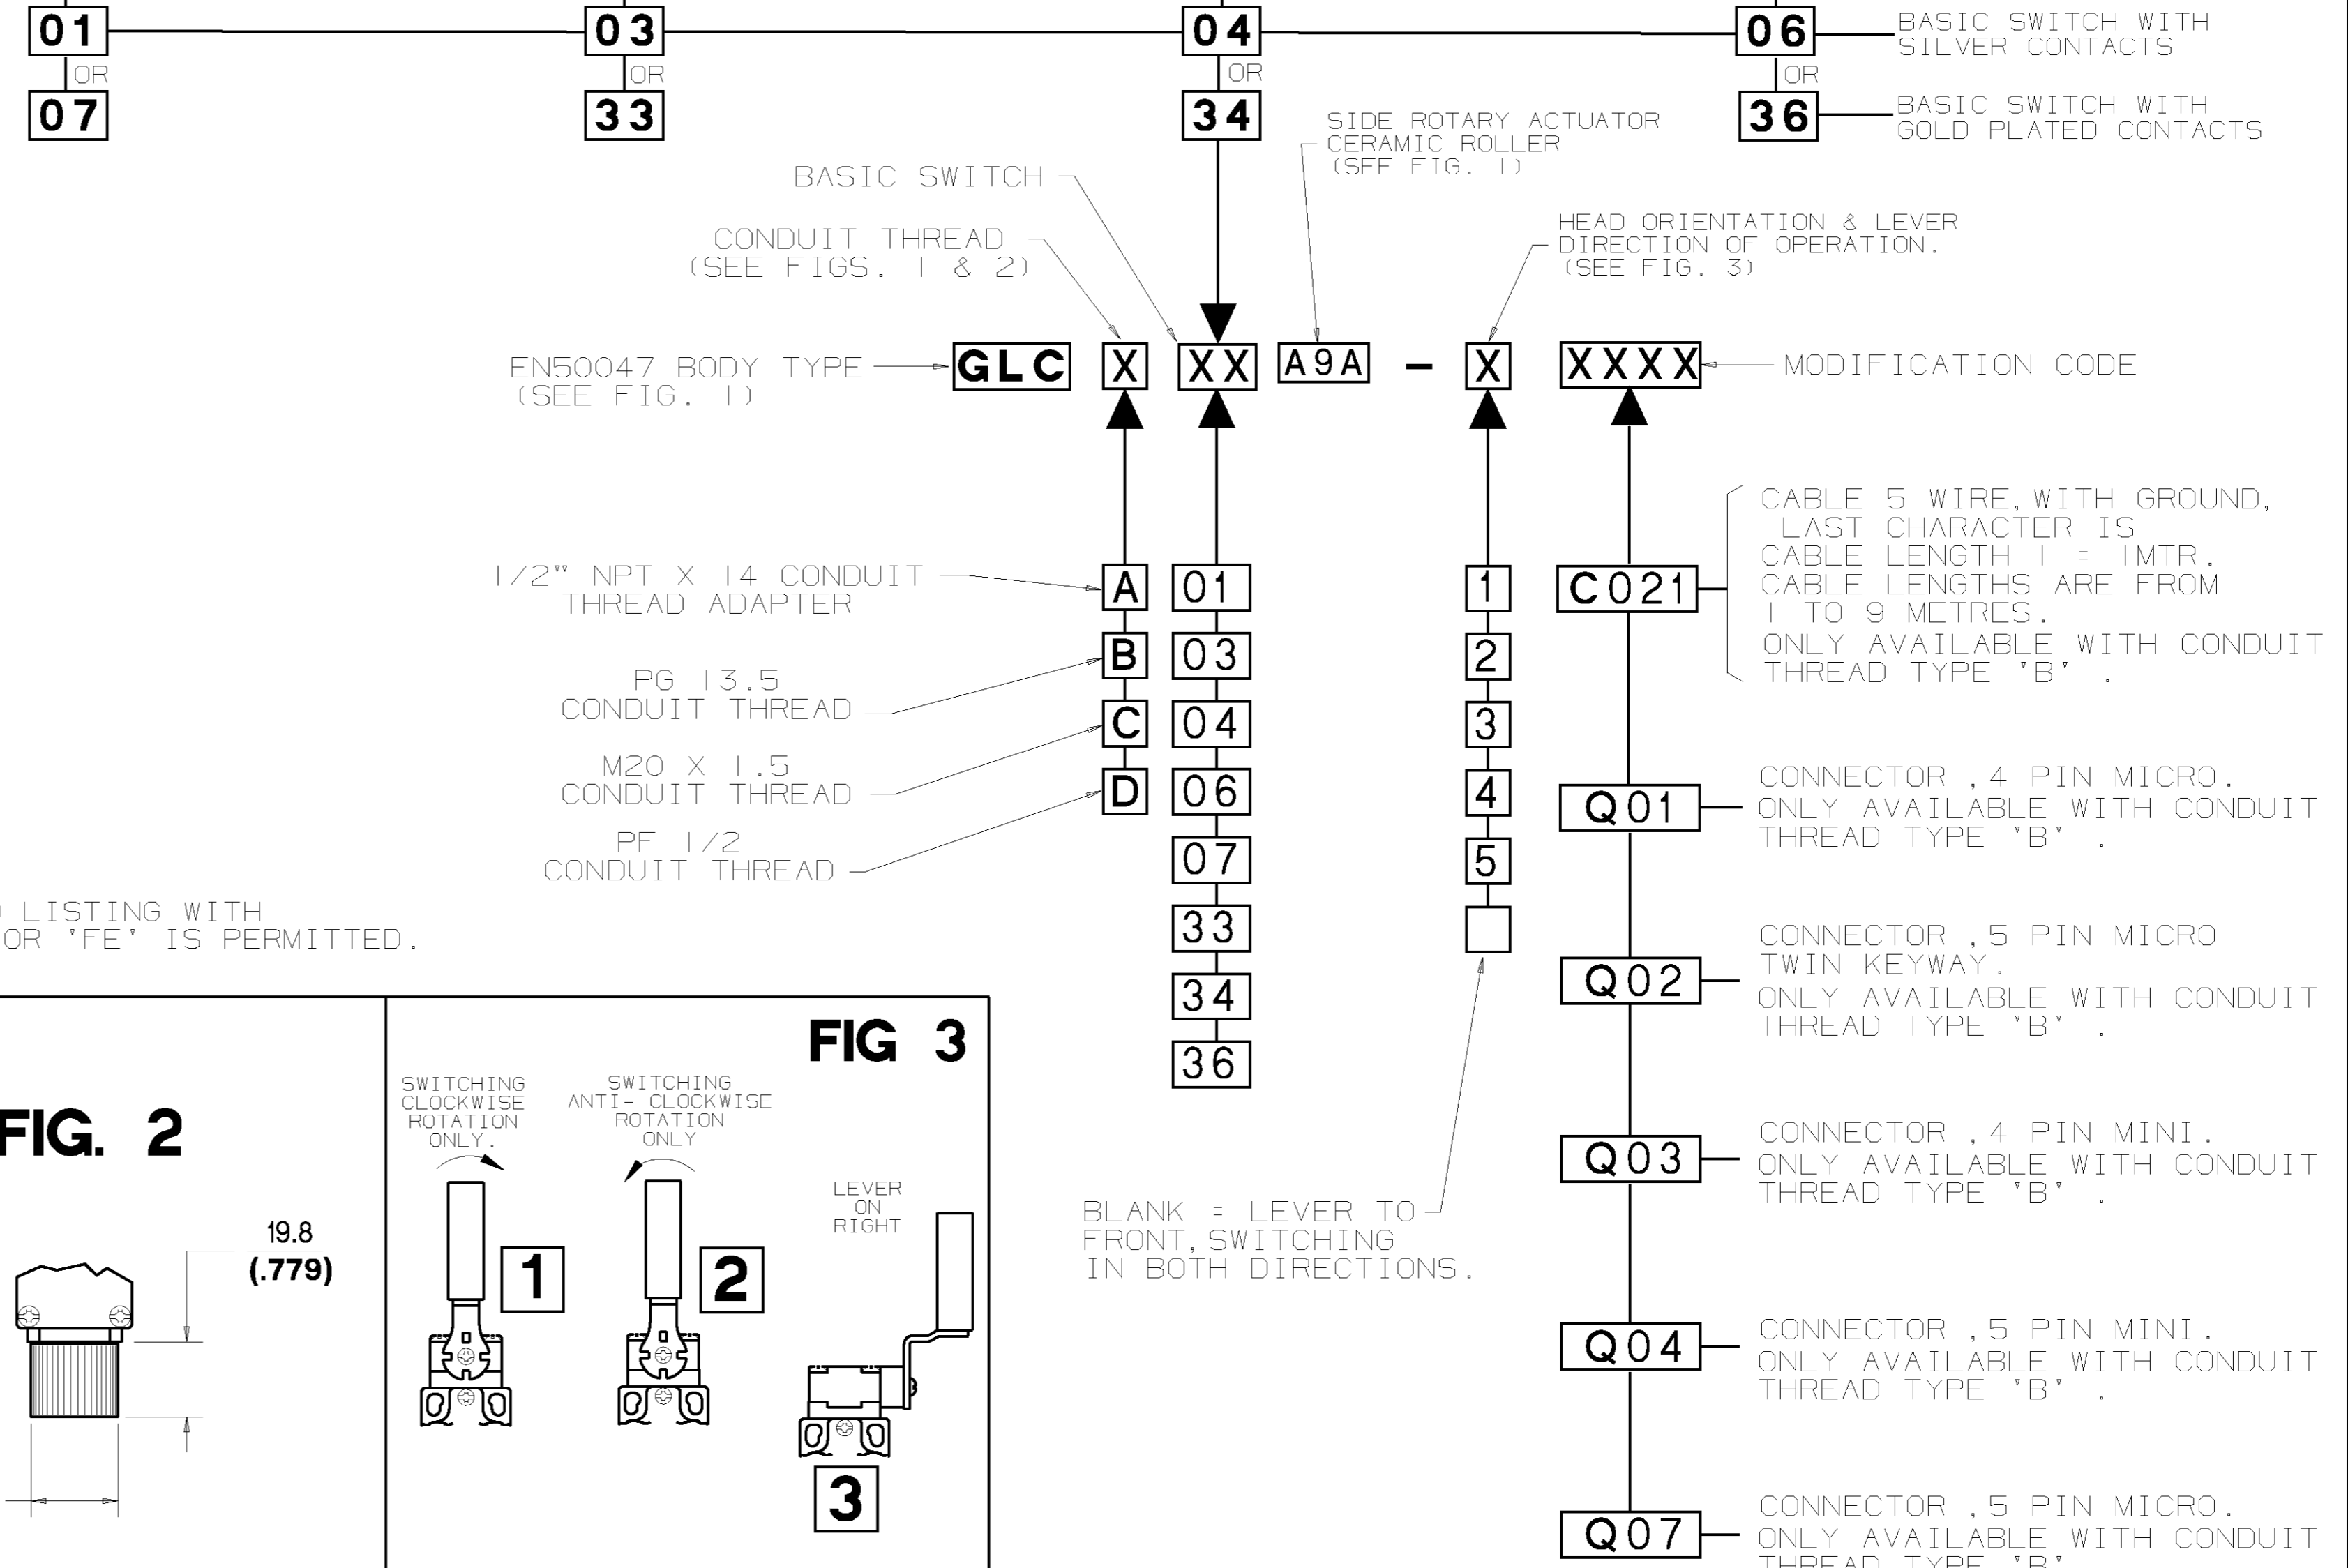 01
03
04
06
BASIC SWITCH WITH
SILVER CONTACTS
OR
OR
OR
OR
07
33
34
36
BASIC SWITCH WITH
GOLD PLATED CONTACTS
SIDE ROTARY ACTUATOR
CERAMIC ROLLER
(SEE FIG. 1)
BASIC SWITCH
CONDUIT THREAD
(SEE FIGS. 1 & 2)
HEAD ORIENTATION & LEVER
DIRECTION OF OPERATION.
(SEE FIG. 3)
EN50047 BODY TYPE
(SEE FIG. 1)
GLC X XX A9A - X XXXX
MODIFICATION CODE
1/2" NPT X 14 CONDUIT
THREAD ADAPTER
PG 13.5
CONDUIT THREAD
M20 X 1.5
CONDUIT THREAD
PF 1/2
CONDUIT THREAD
A
B
C
D
01
03
04
06
07
33
34
36
1
2
3
4
5
BLANK = LEVER TO
FRONT, SWITCHING
IN BOTH DIRECTIONS.
C021
CABLE 5 WIRE, WITH GROUND,
LAST CHARACTER IS
CABLE LENGTH 1 = 1MTR.
CABLE LENGTHS ARE FROM
1 TO 9 METRES.
ONLY AVAILABLE WITH CONDUIT
THREAD TYPE 'B' .
Q01
CONNECTOR , 4 PIN MICRO.
ONLY AVAILABLE WITH CONDUIT
THREAD TYPE 'B' .
Q02
CONNECTOR , 5 PIN MICRO
TWIN KEYWAY.
ONLY AVAILABLE WITH CONDUIT
THREAD TYPE 'B' .
Q03
CONNECTOR , 4 PIN MINI.
ONLY AVAILABLE WITH CONDUIT
THREAD TYPE 'B' .
Q04
CONNECTOR , 5 PIN MINI.
ONLY AVAILABLE WITH CONDUIT
THREAD TYPE 'B' .
Q07
CONNECTOR , 5 PIN MICRO.
ONLY AVAILABLE WITH CONDUIT
THREAD TYPE 'B'
LISTING WITH
OR 'FE' IS PERMITTED.
FIG. 2
19.8
(.779)
FIG 3
SWITCHING
CLOCKWISE
ROTATION
ONLY.
1
SWITCHING
ANTI- CLOCKWISE
ROTATION
ONLY
2
LEVER
ON
RIGHT
3